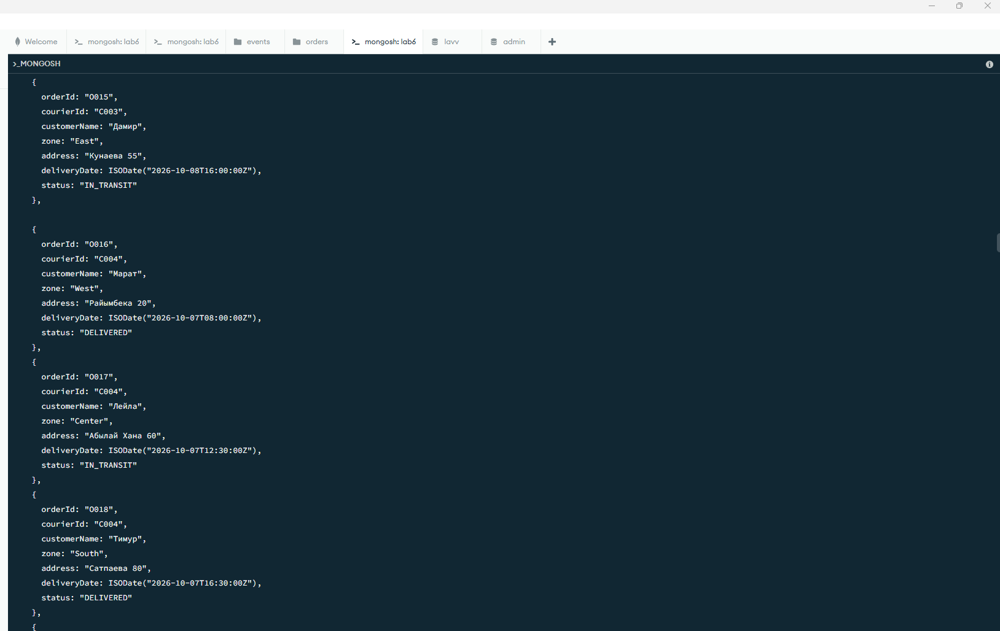 Welcome
>_ mongosh: lab6
>_ mongosh: lab6
events
orders
>_ mongosh: lab6
lavv
admin
>_MONGOSH
{
orderId: "O015",
courierId: "C003",
customerName: "Дамир",
zone: "East",
address: "Кунаева 55",
deliveryDate: ISODate("2026-10-08T16:00:00Z"),
status: "IN_TRANSIT"
},
{
orderId: "O016",
courierId: "C004",
customerName: "Марат",
zone: "West",
address: "Райымбека 20",
deliveryDate: ISODate("2026-10-07T08:00:00Z"),
status: "DELIVERED"
},
{
orderId: "O017",
courierId: "C004",
customerName: "Лейла",
zone: "Center",
address: "Абылай Хана 60",
deliveryDate: ISODate("2026-10-07T12:30:00Z"),
status: "IN_TRANSIT"
},
{
orderId: "O018",
courierId: "C004",
customerName: "Тимур",
zone: "South",
address: "Сатпаева 80",
deliveryDate: ISODate("2026-10-07T16:30:00Z"),
status: "DELIVERED"
},
{